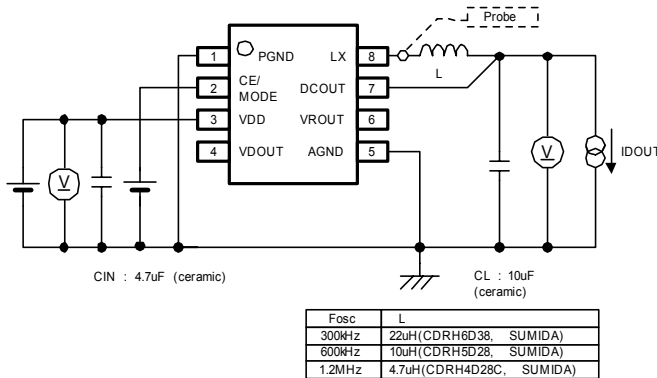 Probe
1 PGND LX 8
L
2 CE/ MODE DCOUT 7
3 VDD VROUT 6
4 VDOUT AGND 5
V
V
IDOUT
CIN : 4.7uF (ceramic)
CL : 10uF
(ceramic)
Fosc L
300kHz 22uH(CDRH6D38, SUMIDA)
600kHz 10uH(CDRH5D28, SUMIDA)
1.2MHz 4.7uH(CDRH4D28C, SUMIDA)